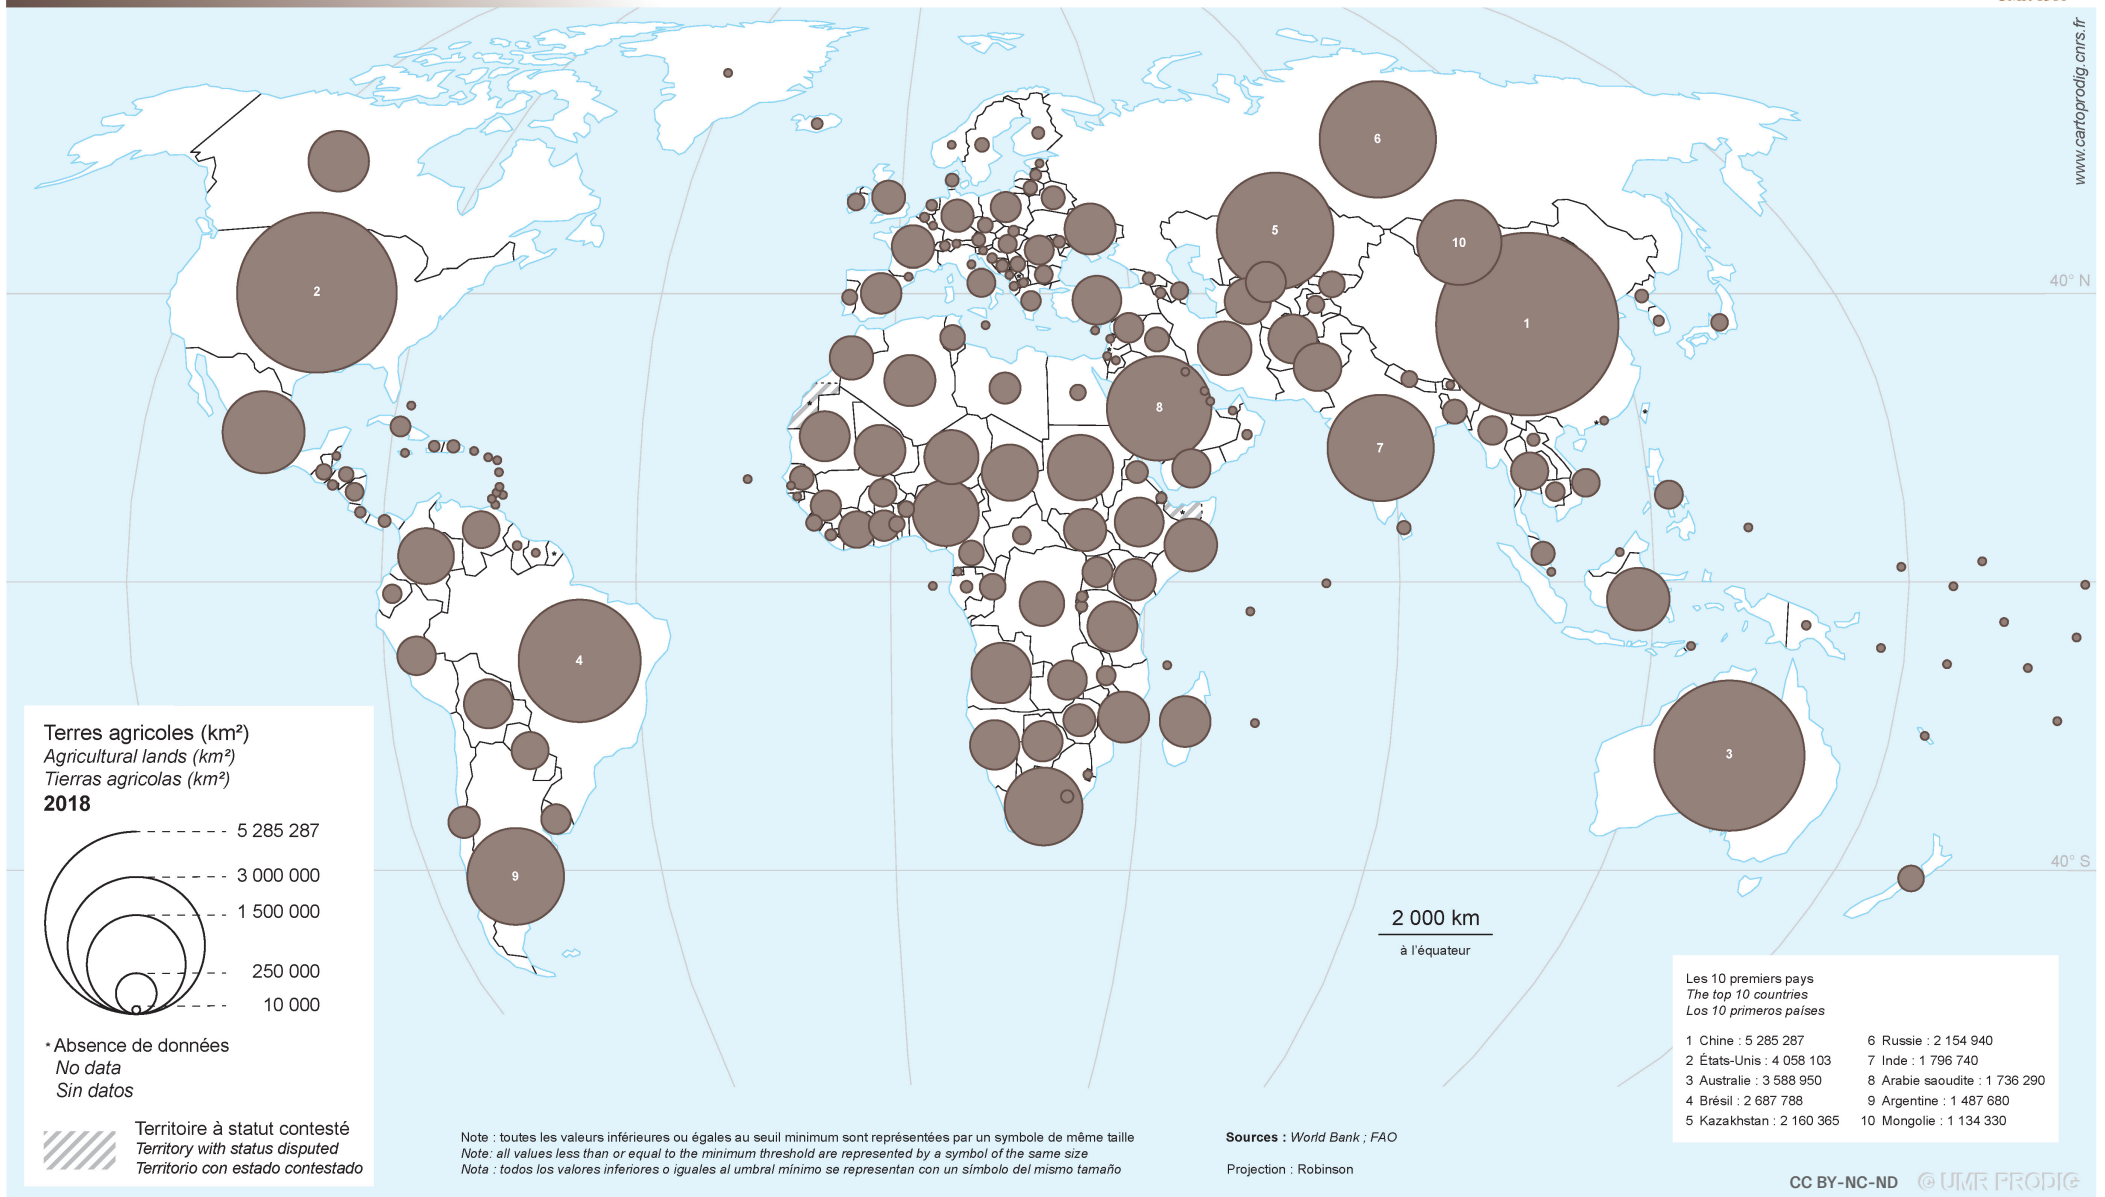 www.cartoprodig.cnrs.fr
6
5
10
2
40° N
1
8
7
4
3
9
40° S
Terres agricoles (km²)
Agricultural lands (km²)
Tierras agricolas (km²)
2018
5 285 287
3 000 000
1 500 000
250 000
10 000
* Absence de données
No data
Sin datos
Territoire à statut contesté
Territory with status disputed
Territorio con estado contestado
2 000 km
à l'équateur
Les 10 premiers pays
The top 10 countries
Los 10 primeros países
1 Chine : 5 285 287
2 États-Unis : 4 058 103
3 Australie : 3 588 950
4 Brésil : 2 687 788
5 Kazakhstan : 2 160 365
6 Russie : 2 154 940
7 Inde : 1 796 740
8 Arabie saoudite : 1 736 290
9 Argentine : 1 487 680
10 Mongolie : 1 134 330
Note : toutes les valeurs inférieures ou égales au seuil minimum sont représentées par un symbole de même taille
Note: all values less than or equal to the minimum threshold are represented by a symbol of the same size
Nota : todos los valores inferiores o iguales al umbral mínimo se representan con un símbolo del mismo tamaño
Sources : World Bank ; FAO
Projection : Robinson
CC BY-NC-ND © UMR PRODIG